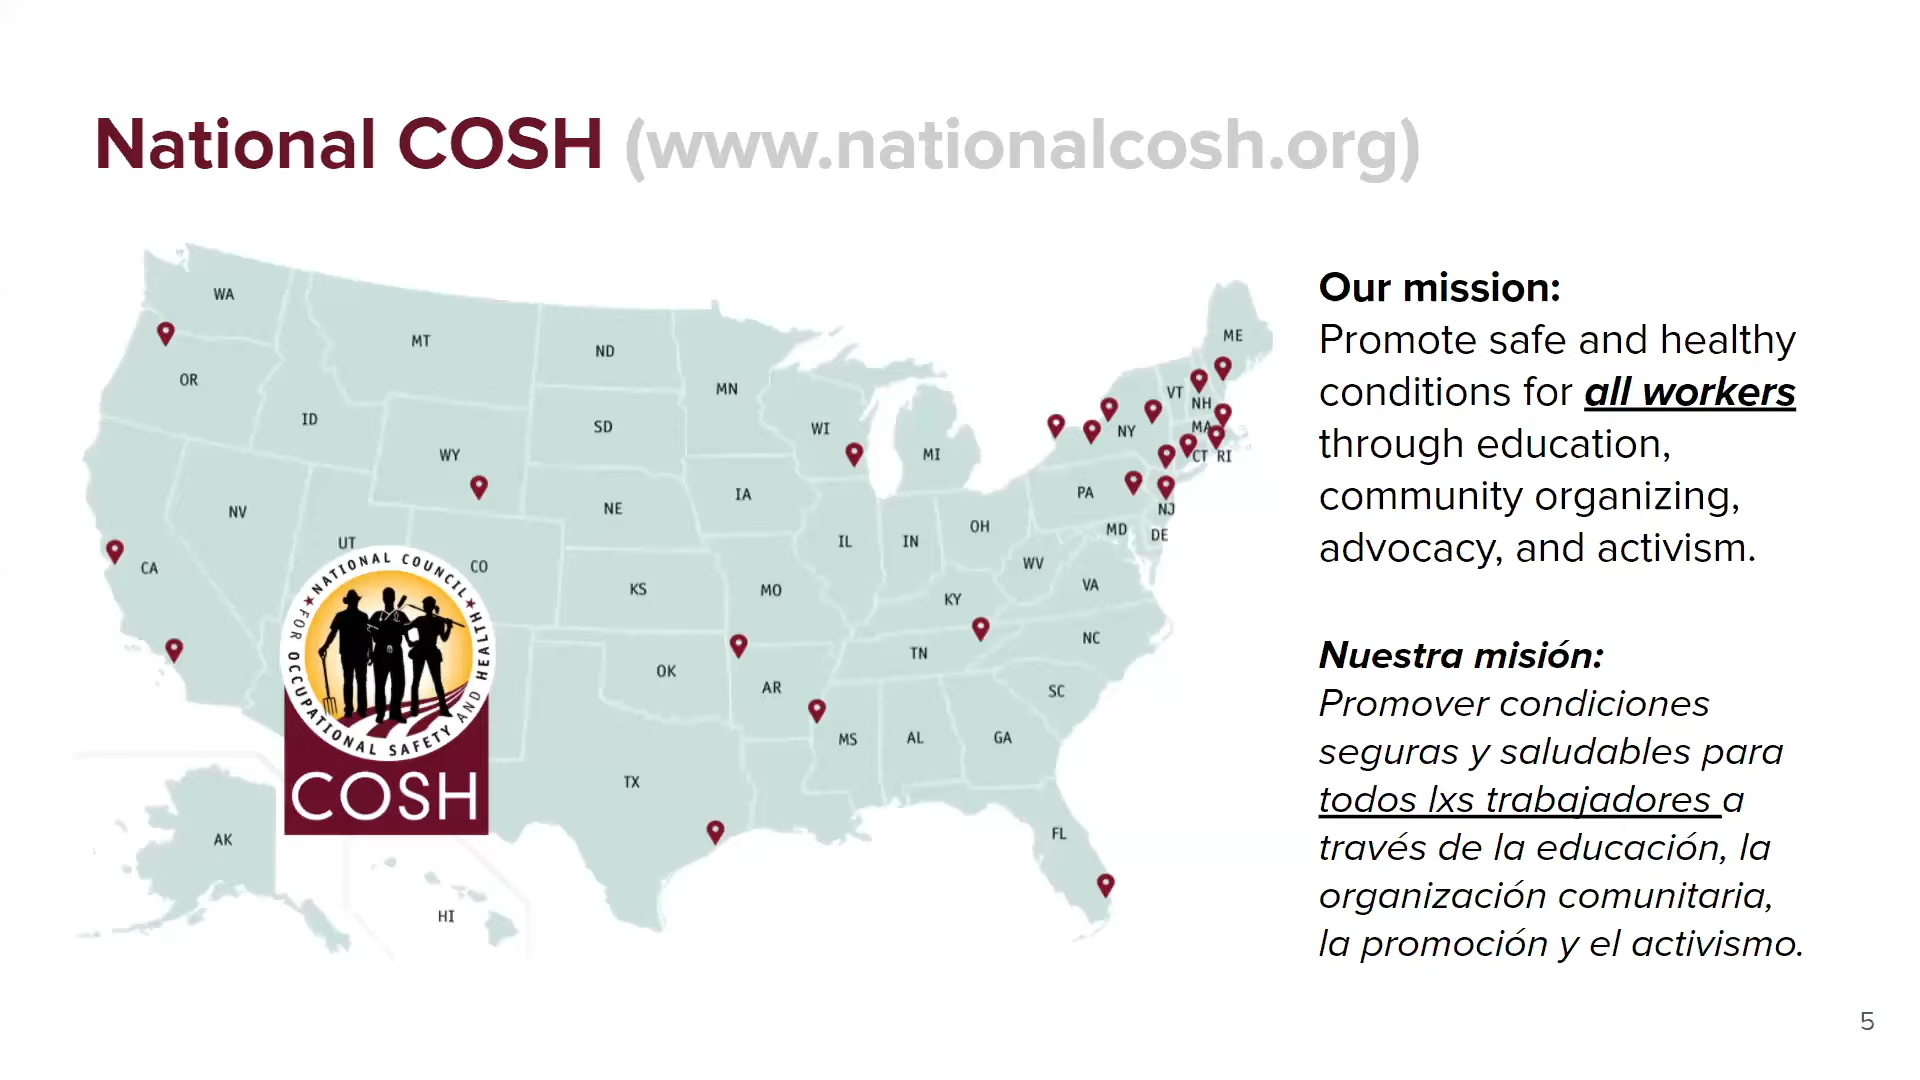 National COSH (www.nationalcosh.org)
WA
MT
ND
MN
ME
OR
ID
SD
WI
MI
VT
NH
NY
MA
CT RI
WY
IA
NE
PA
NJ
NV
UT
CO
IL
IN
OH
MD
DE
CA
KS
MO
WV
VA
KY
NC
OK
AR
TN
SC
MS
AL
GA
TX
FL
AK
HI
NATIONAL COUNCIL
FOR OCCUPATIONAL SAFETY AND HEALTH
COSH
Our mission:
Promote safe and healthy
conditions for all workers
through education,
community organizing,
advocacy, and activism.
Nuestra misión:
Promover condiciones
seguras y saludables para
todos lxs trabajadores a
través de la educación, la
organización comunitaria,
la promoción y el activismo.
5